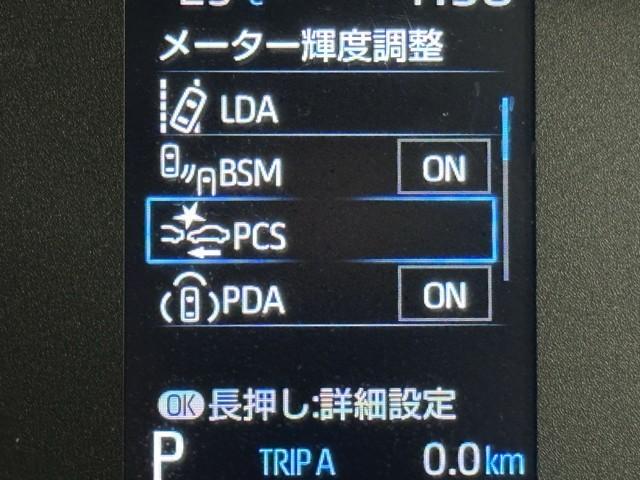 メーター輝度調整
LDA
BSM ON
PCS
PDA ON
OK 長押し:詳細設定
P TRIP A 0.0km